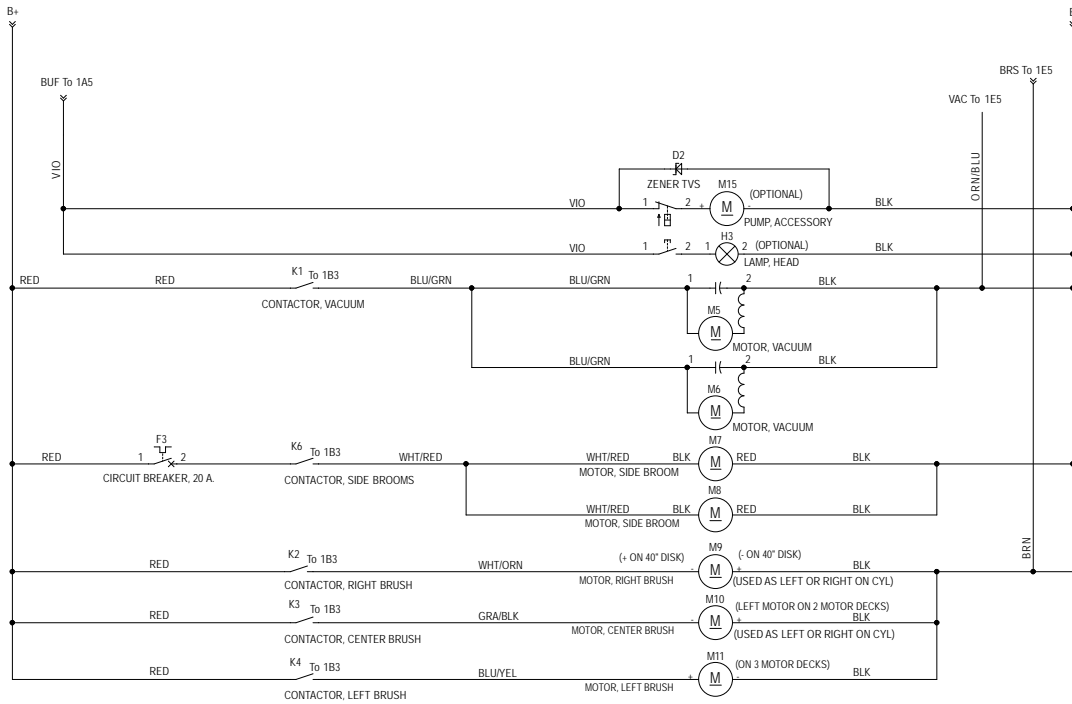 B+
B
BRS To 1E5
BUF To 1A5
VAC To 1E5
VIO
ORN/BLU
D2
ZENER TVS
M15
(OPTIONAL)
VIO
1
2
+
M
-
BLK
PUMP, ACCESSORY
H3
VIO
1
2
1
2
(OPTIONAL)
BLK
LAMP, HEAD
RED
RED
K1
To 1B3
BLU/GRN
BLU/GRN
1
2
BLK
CONTACTOR, VACUUM
M5
M
MOTOR, VACUUM
BLU/GRN
1
2
BLK
M6
M
MOTOR, VACUUM
F3
RED
1
2
K6
To 1B3
WHT/RED
WHT/RED
BLK
M7
M
RED
BLK
CIRCUIT BREAKER, 20 A.
CONTACTOR, SIDE BROOMS
MOTOR, SIDE BROOM
M8
WHT/RED
BLK
M
RED
BLK
MOTOR, SIDE BROOM
BRN
K2
To 1B3
RED
WHT/ORN
(+ ON 40" DISK)
M9
(- ON 40" DISK)
-
M
+
BLK
CONTACTOR, RIGHT BRUSH
MOTOR, RIGHT BRUSH
(USED AS LEFT OR RIGHT ON CYL)
K3
To 1B3
RED
GRA/BLK
M10
(LEFT MOTOR ON 2 MOTOR DECKS)
-
M
+
BLK
CONTACTOR, CENTER BRUSH
MOTOR, CENTER BRUSH
(USED AS LEFT OR RIGHT ON CYL)
K4
To 1B3
RED
BLU/YEL
M11
(ON 3 MOTOR DECKS)
+
M
-
BLK
CONTACTOR, LEFT BRUSH
MOTOR, LEFT BRUSH